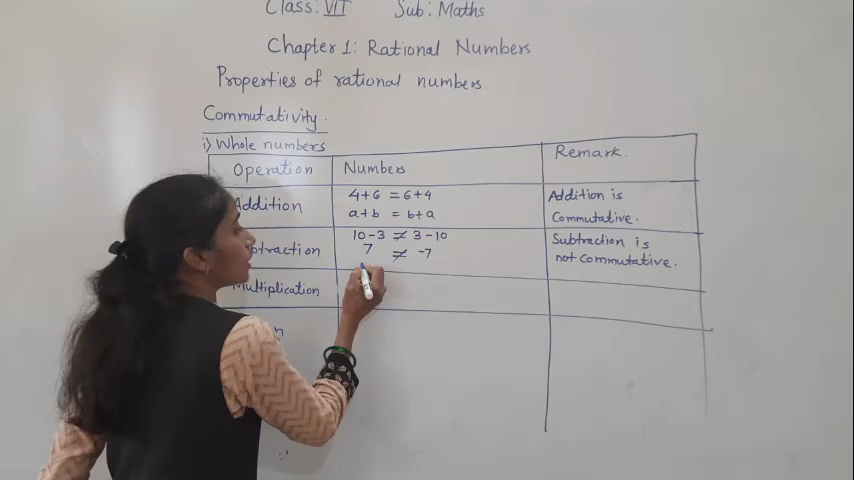 Class: VII Sub: Maths
Chapter 1: Rational Numbers
Properties of rational numbers.
Commutativity.
i) Whole numbers
Operation Numbers Remark.
Addition 4+6 = 6+4 Addition is
a+b = b+a Commutative.
10-3 ≠ 3-10 Subtraction is
btraction 7 ≠ -7 not Commutative.
Multiplication
n